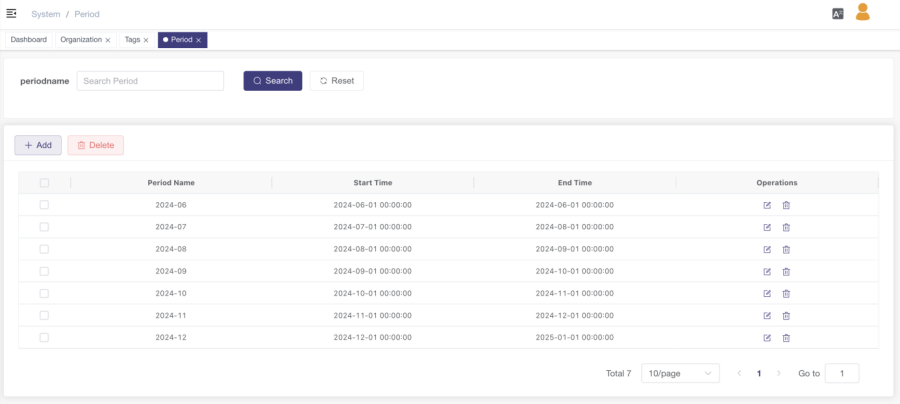 System / Period
Dashboard Organization × Tags × Period ×
periodname Search Period Search Reset
+ Add Delete
Period Name Start Time End Time Operations
2024-06 2024-06-01 00:00:00 2024-06-01 00:00:00
2024-07 2024-07-01 00:00:00 2024-08-01 00:00:00
2024-08 2024-08-01 00:00:00 2024-09-01 00:00:00
2024-09 2024-09-01 00:00:00 2024-10-01 00:00:00
2024-10 2024-10-01 00:00:00 2024-11-01 00:00:00
2024-11 2024-11-01 00:00:00 2024-12-01 00:00:00
2024-12 2024-12-01 00:00:00 2025-01-01 00:00:00
Total 7 10/page < 1 > Go to 1